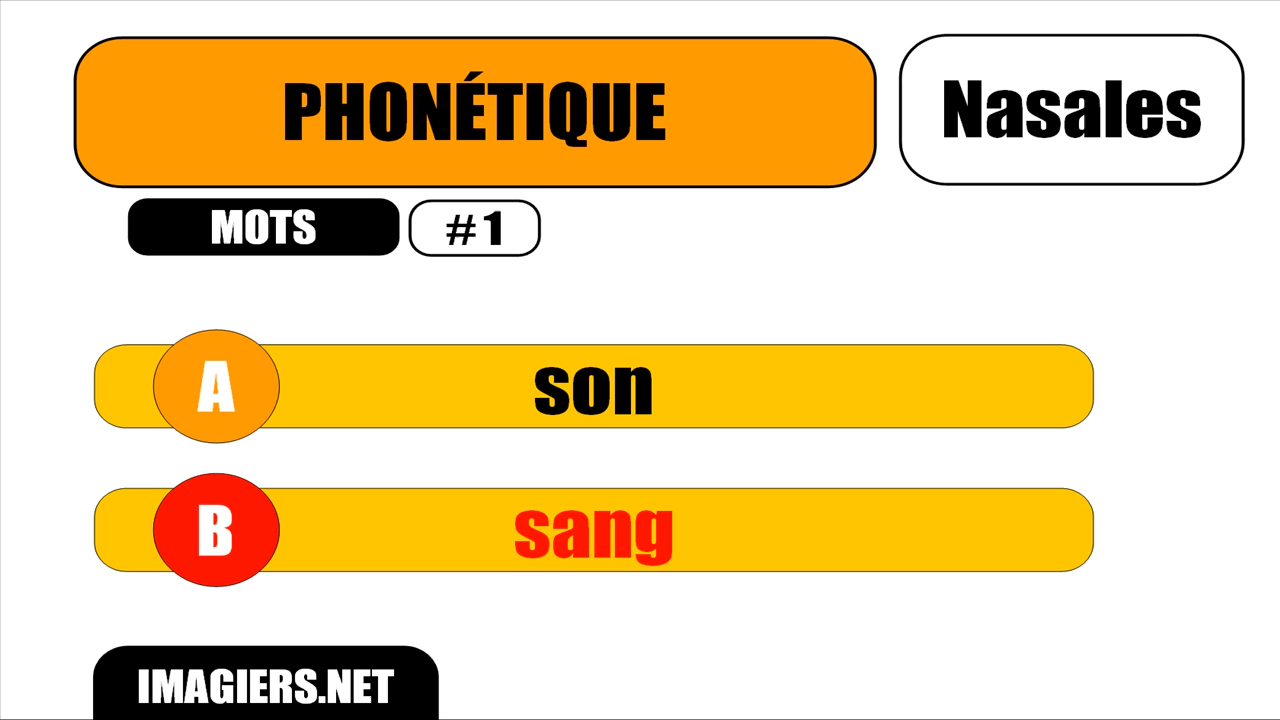 PHONÉTIQUE
Nasales
MOTS
#1
A
son
B
sang
IMAGIERS.NET